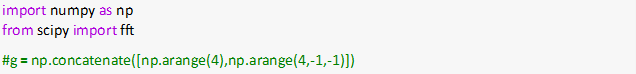 import numpy as np
from scipy import fft
#g = np.concatenate([np.arange(4),np.arange(4,-1,-1)])